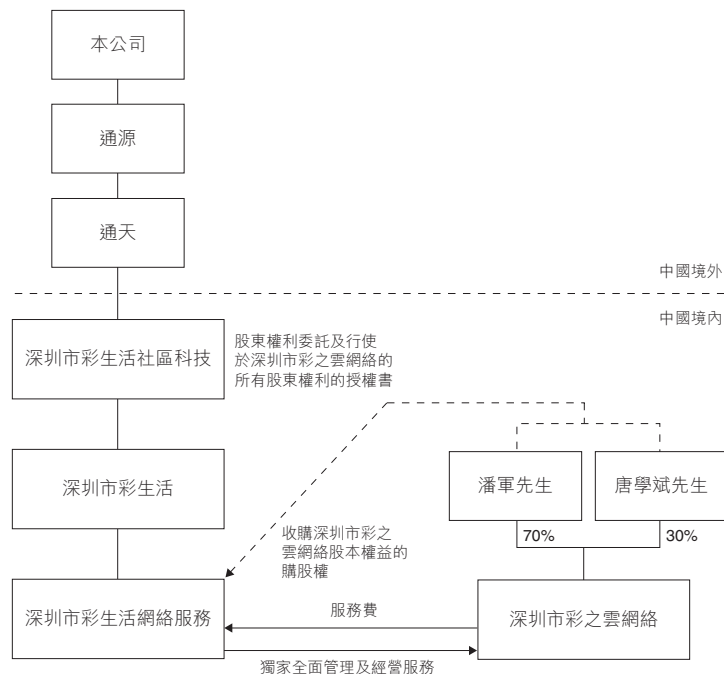 本公司
通源
通天
中國境外
中國境內
深圳市彩生活社區科技
股東權利委託及行使
於深圳市彩之雲網絡的
所有股東權利的授權書
深圳市彩生活
潘軍先生
唐學斌先生
70%
30%
收購深圳市彩之
雲網絡股本權益的
購股權
深圳市彩生活網絡服務
服務費
深圳市彩之雲網絡
獨家全面管理及經營服務